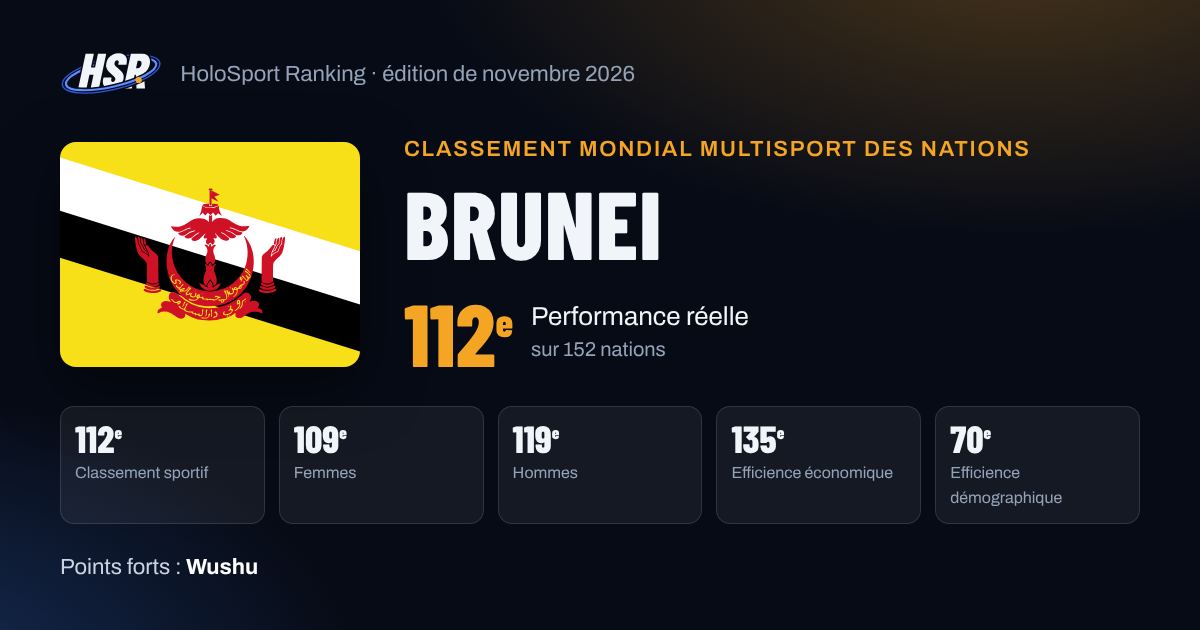 HSR
HoloSport Ranking · édition de novembre 2026
CLASSEMENT MONDIAL MULTISPORT DES NATIONS
BRUNEI
112e
Performance réelle
sur 152 nations
112e
Classement sportif
109e
Femmes
119e
Hommes
135e
Efficience économique
70e
Efficience
démographique
Points forts : Wushu